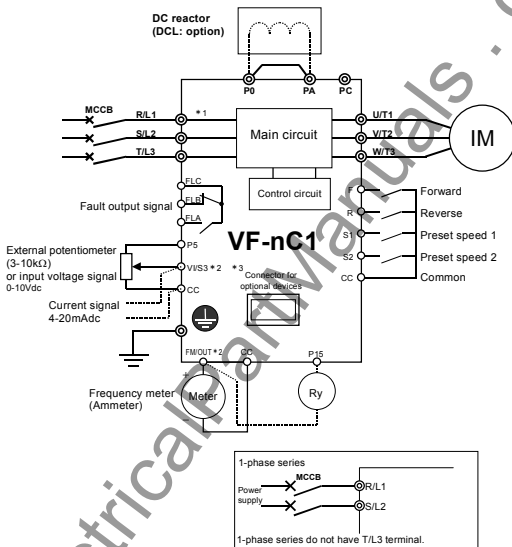 DC reactor
(DCL: option)
P0 PA PC
MCCB R/L1 *1 U/T1
S/L2 Main circuit V/T2 IM
T/L3 W/T3
FLC
Control circuit
F Forward
Fault output signal FLB
R Reverse
FLA
VF-nC1
S1 Preset speed 1
P5
External potentiometer
(3-10kΩ)
or input voltage signal
0-10Vdc
VI/S3 *2 *3
Connector for
optional devices
S2 Preset speed 2
CC Common
CC
Current signal
4-20mAdc
FM/OUT *2 CC P15
+
Frequency meter
(Ammeter)
Meter Ry
−
1-phase series
MCCB
Power
supply
R/L1
S/L2
1-phase series do not have T/L3 terminal.
ctricalPartManuals . c